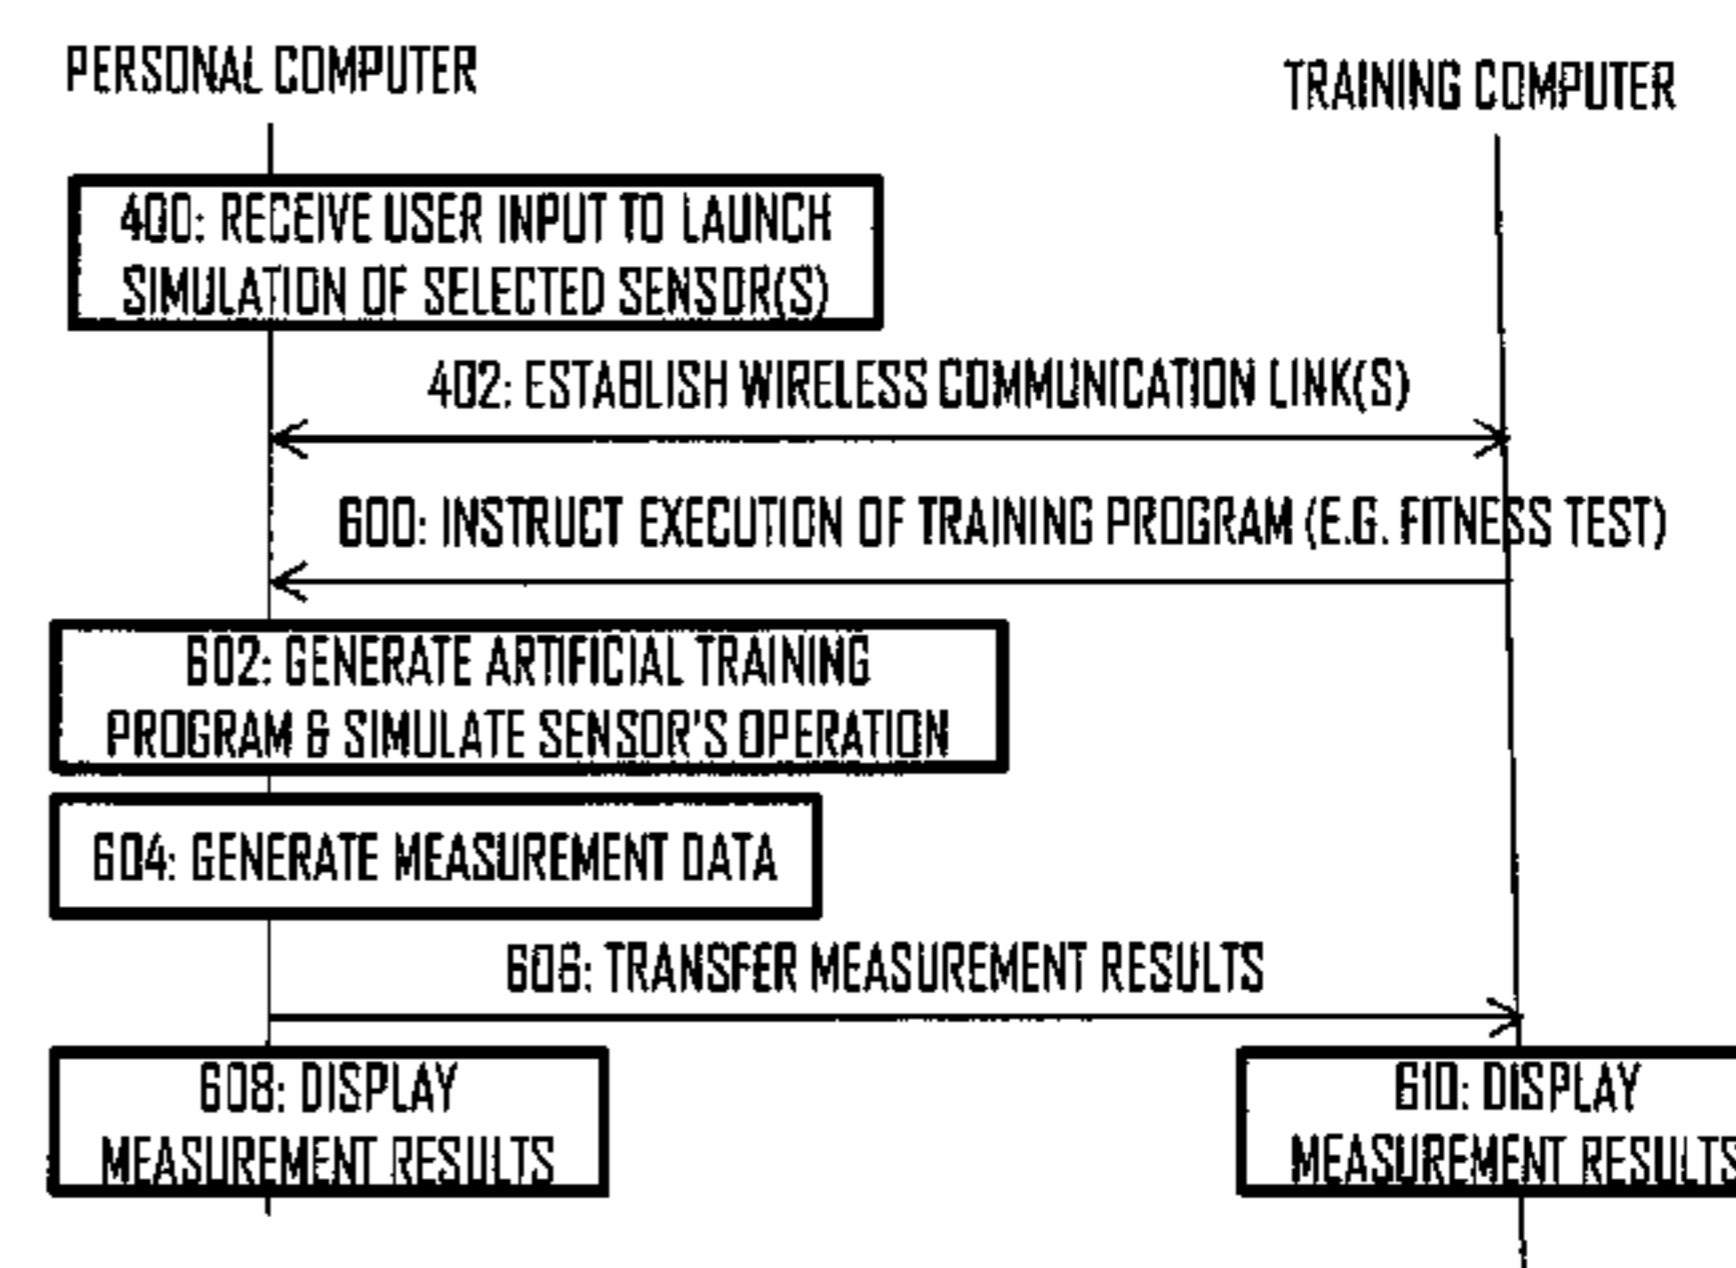 PERSONAL COMPUTER
TRAINING COMPUTER
400: RECEIVE USER INPUT TO LAUNCH
SIMULATION OF SELECTED SENSOR(S)
402: ESTABLISH WIRELESS COMMUNICATION LINK(S)
600: INSTRUCT EXECUTION OF TRAINING PROGRAM (E.G. FITNESS TEST)
602: GENERATE ARTIFICIAL TRAINING
PROGRAM & SIMULATE SENSOR'S OPERATION
604: GENERATE MEASUREMENT DATA
606: TRANSFER MEASUREMENT RESULTS
608: DISPLAY
MEASUREMENT RESULTS
610: DISPLAY
MEASUREMENT RESULTS